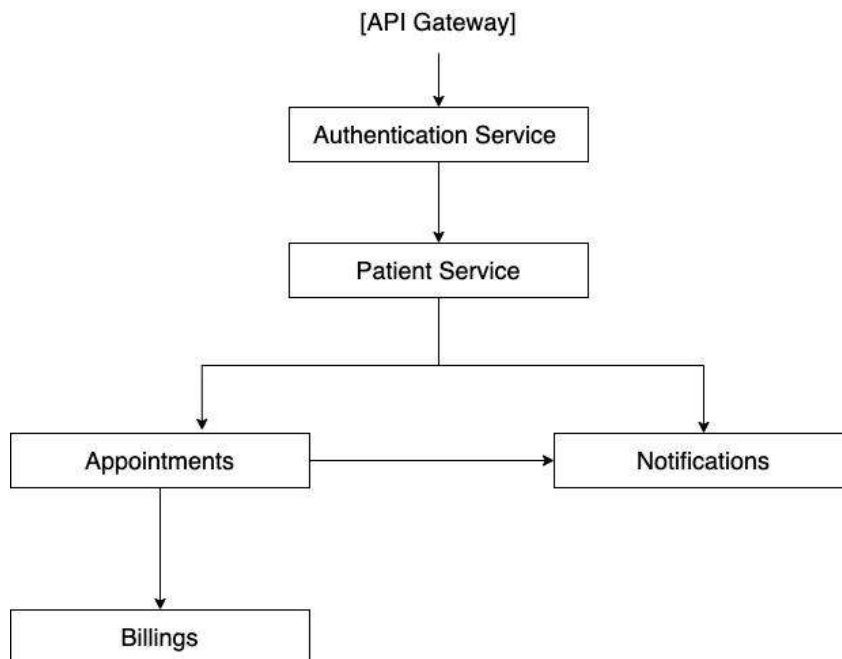 [API Gateway]
Authentication Service
Patient Service
Appointments
Notifications
Billings